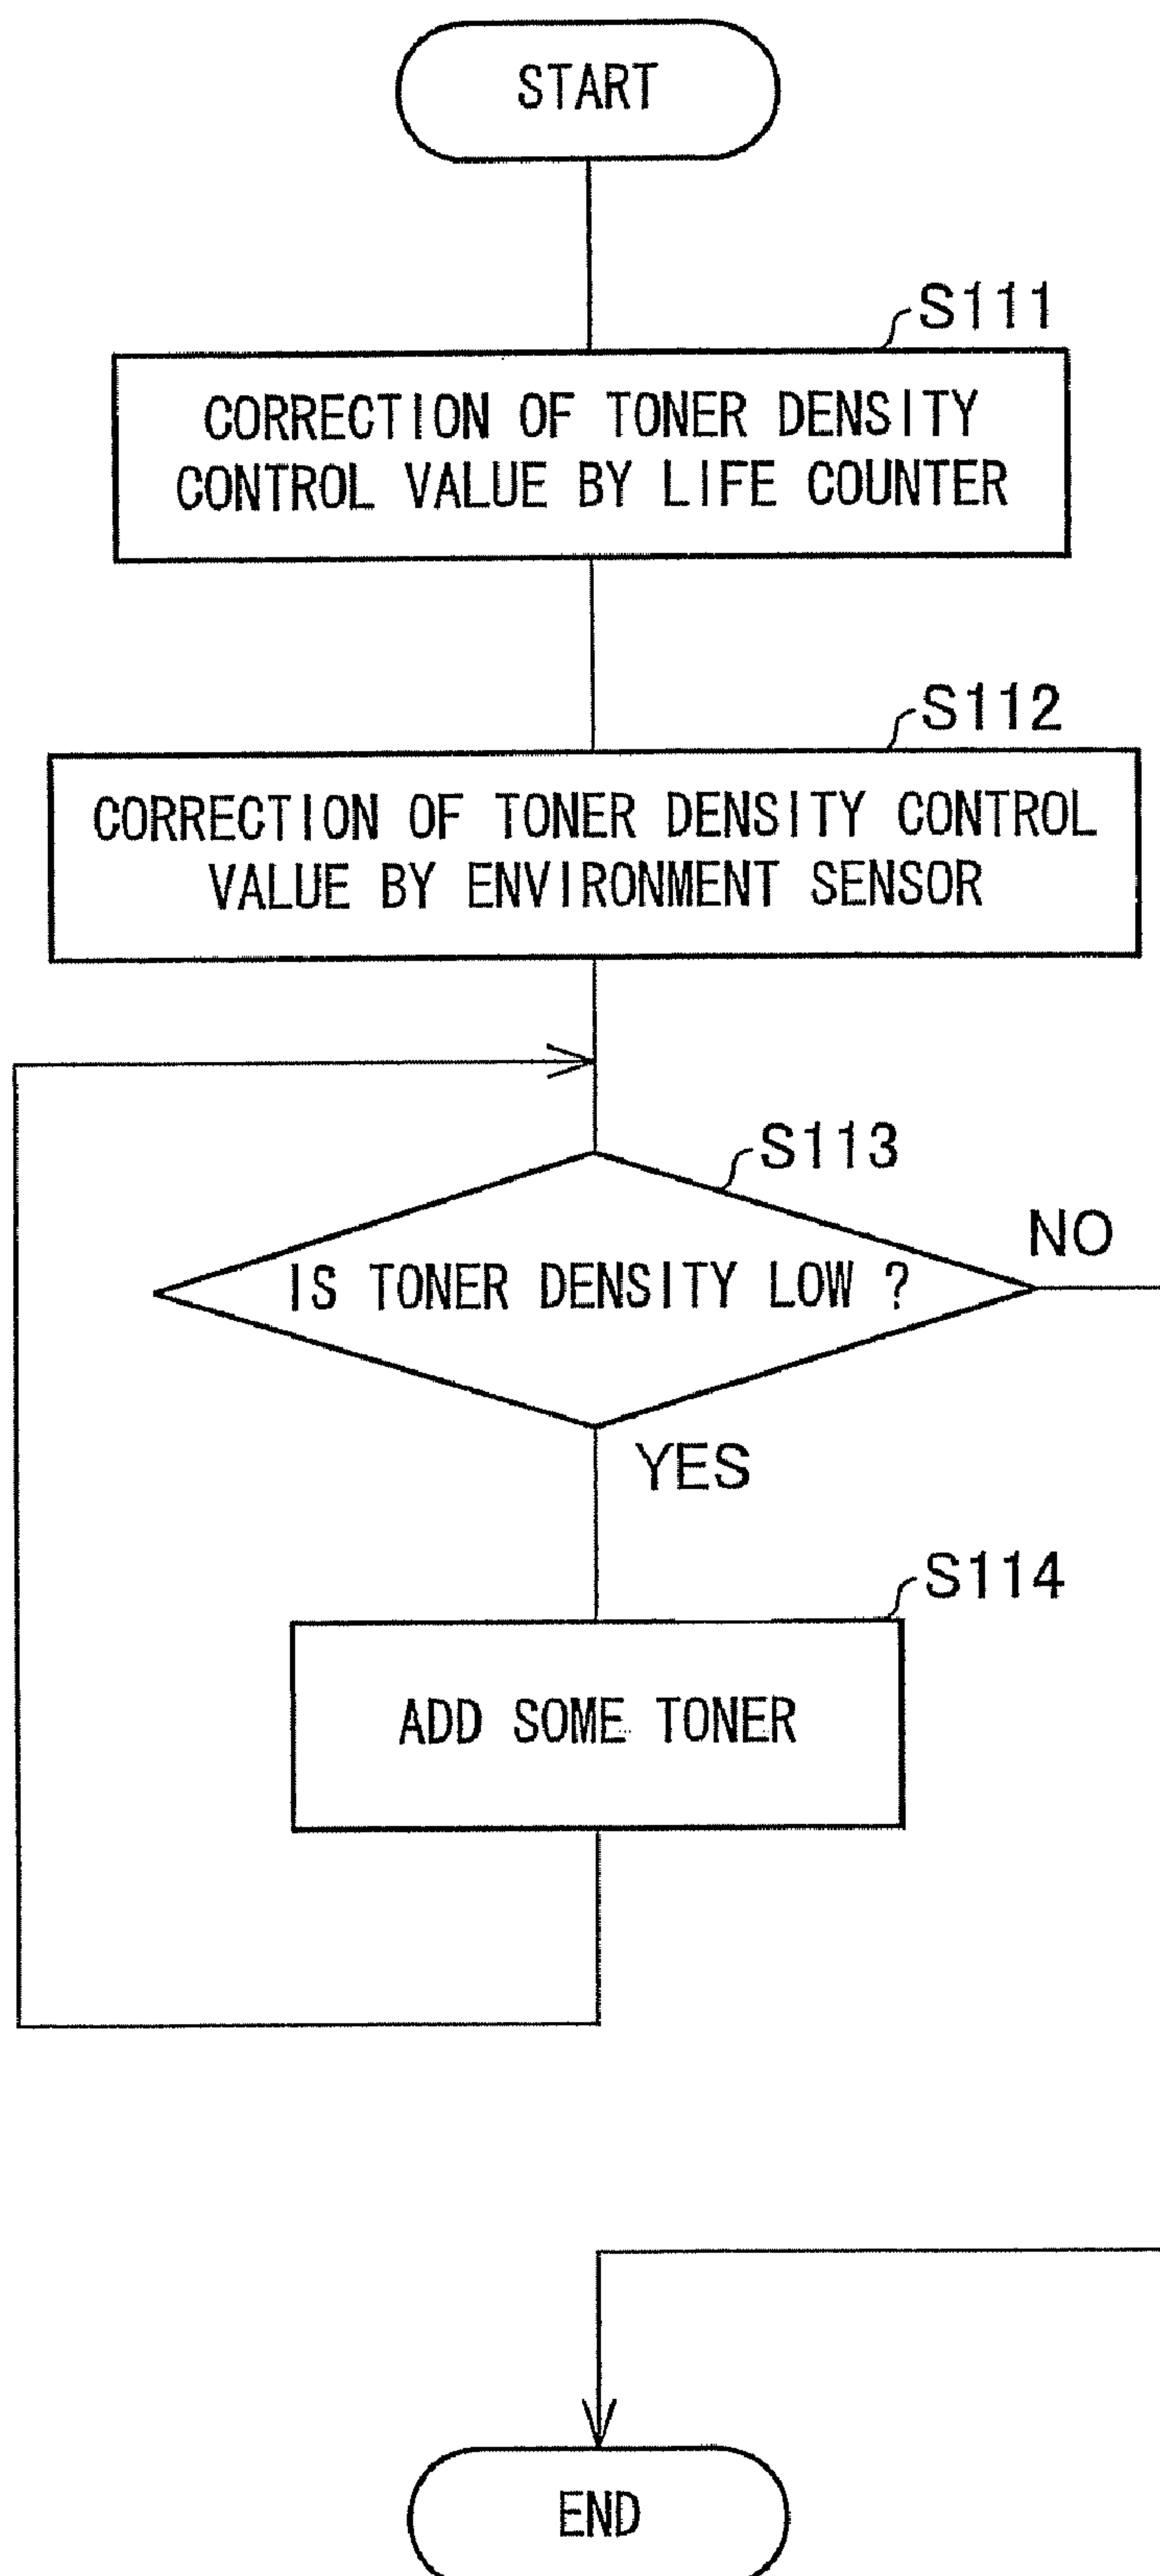 START
S111
CORRECTION OF TONER DENSITY
CONTROL VALUE BY LIFE COUNTER
S112
CORRECTION OF TONER DENSITY CONTROL
VALUE BY ENVIRONMENT SENSOR
S113
NO
IS TONER DENSITY LOW ?
YES
S114
ADD SOME TONER
END